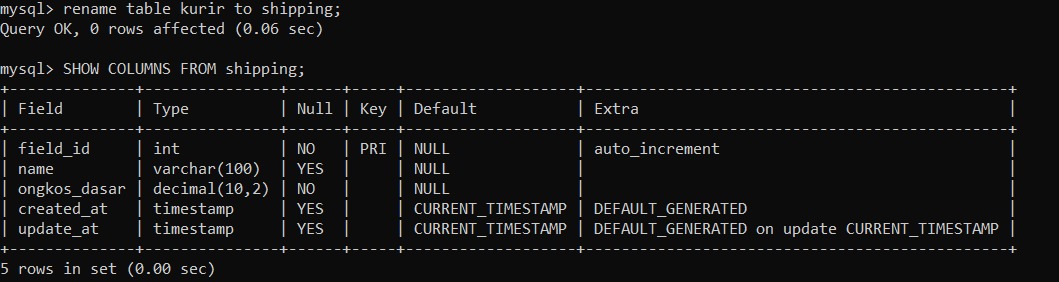 mysql> rename table kurir to shipping;
Query OK, 0 rows affected (0.06 sec)
mysql> SHOW COLUMNS FROM shipping;
+--------------+---------------+------+-----+-------------------+-----------------------------------------------+
| Field        | Type          | Null | Key | Default           | Extra                                         |
+--------------+---------------+------+-----+-------------------+-----------------------------------------------+
| field_id     | int           | NO   | PRI | NULL              | auto_increment                                |
| name         | varchar(100)  | YES  |     | NULL              |                                               |
| ongkos_dasar | decimal(10,2) | NO   |     | NULL              |                                               |
| created_at   | timestamp     | YES  |     | CURRENT_TIMESTAMP | DEFAULT_GENERATED                             |
| update_at    | timestamp     | YES  |     | CURRENT_TIMESTAMP | DEFAULT_GENERATED on update CURRENT_TIMESTAMP |
+--------------+---------------+------+-----+-------------------+-----------------------------------------------+
5 rows in set (0.00 sec)